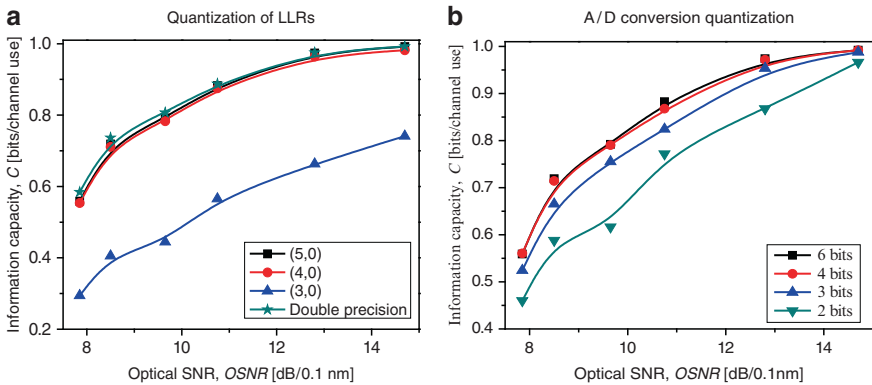 a
Quantization of LLRs
Information capacity, C [bits/channel use]
1.0
0.8
0.6
0.4
0.2
8
10
12
14
Optical SNR, OSNR [dB/0.1 nm]
(5,0)
(4,0)
(3,0)
Double precision
b
A/D conversion quantization
Information capacity, C [bits/channel use]
1.0
0.9
0.8
0.7
0.6
0.5
0.4
8
10
12
14
Optical SNR, OSNR [dB/0.1nm]
6 bits
4 bits
3 bits
2 bits